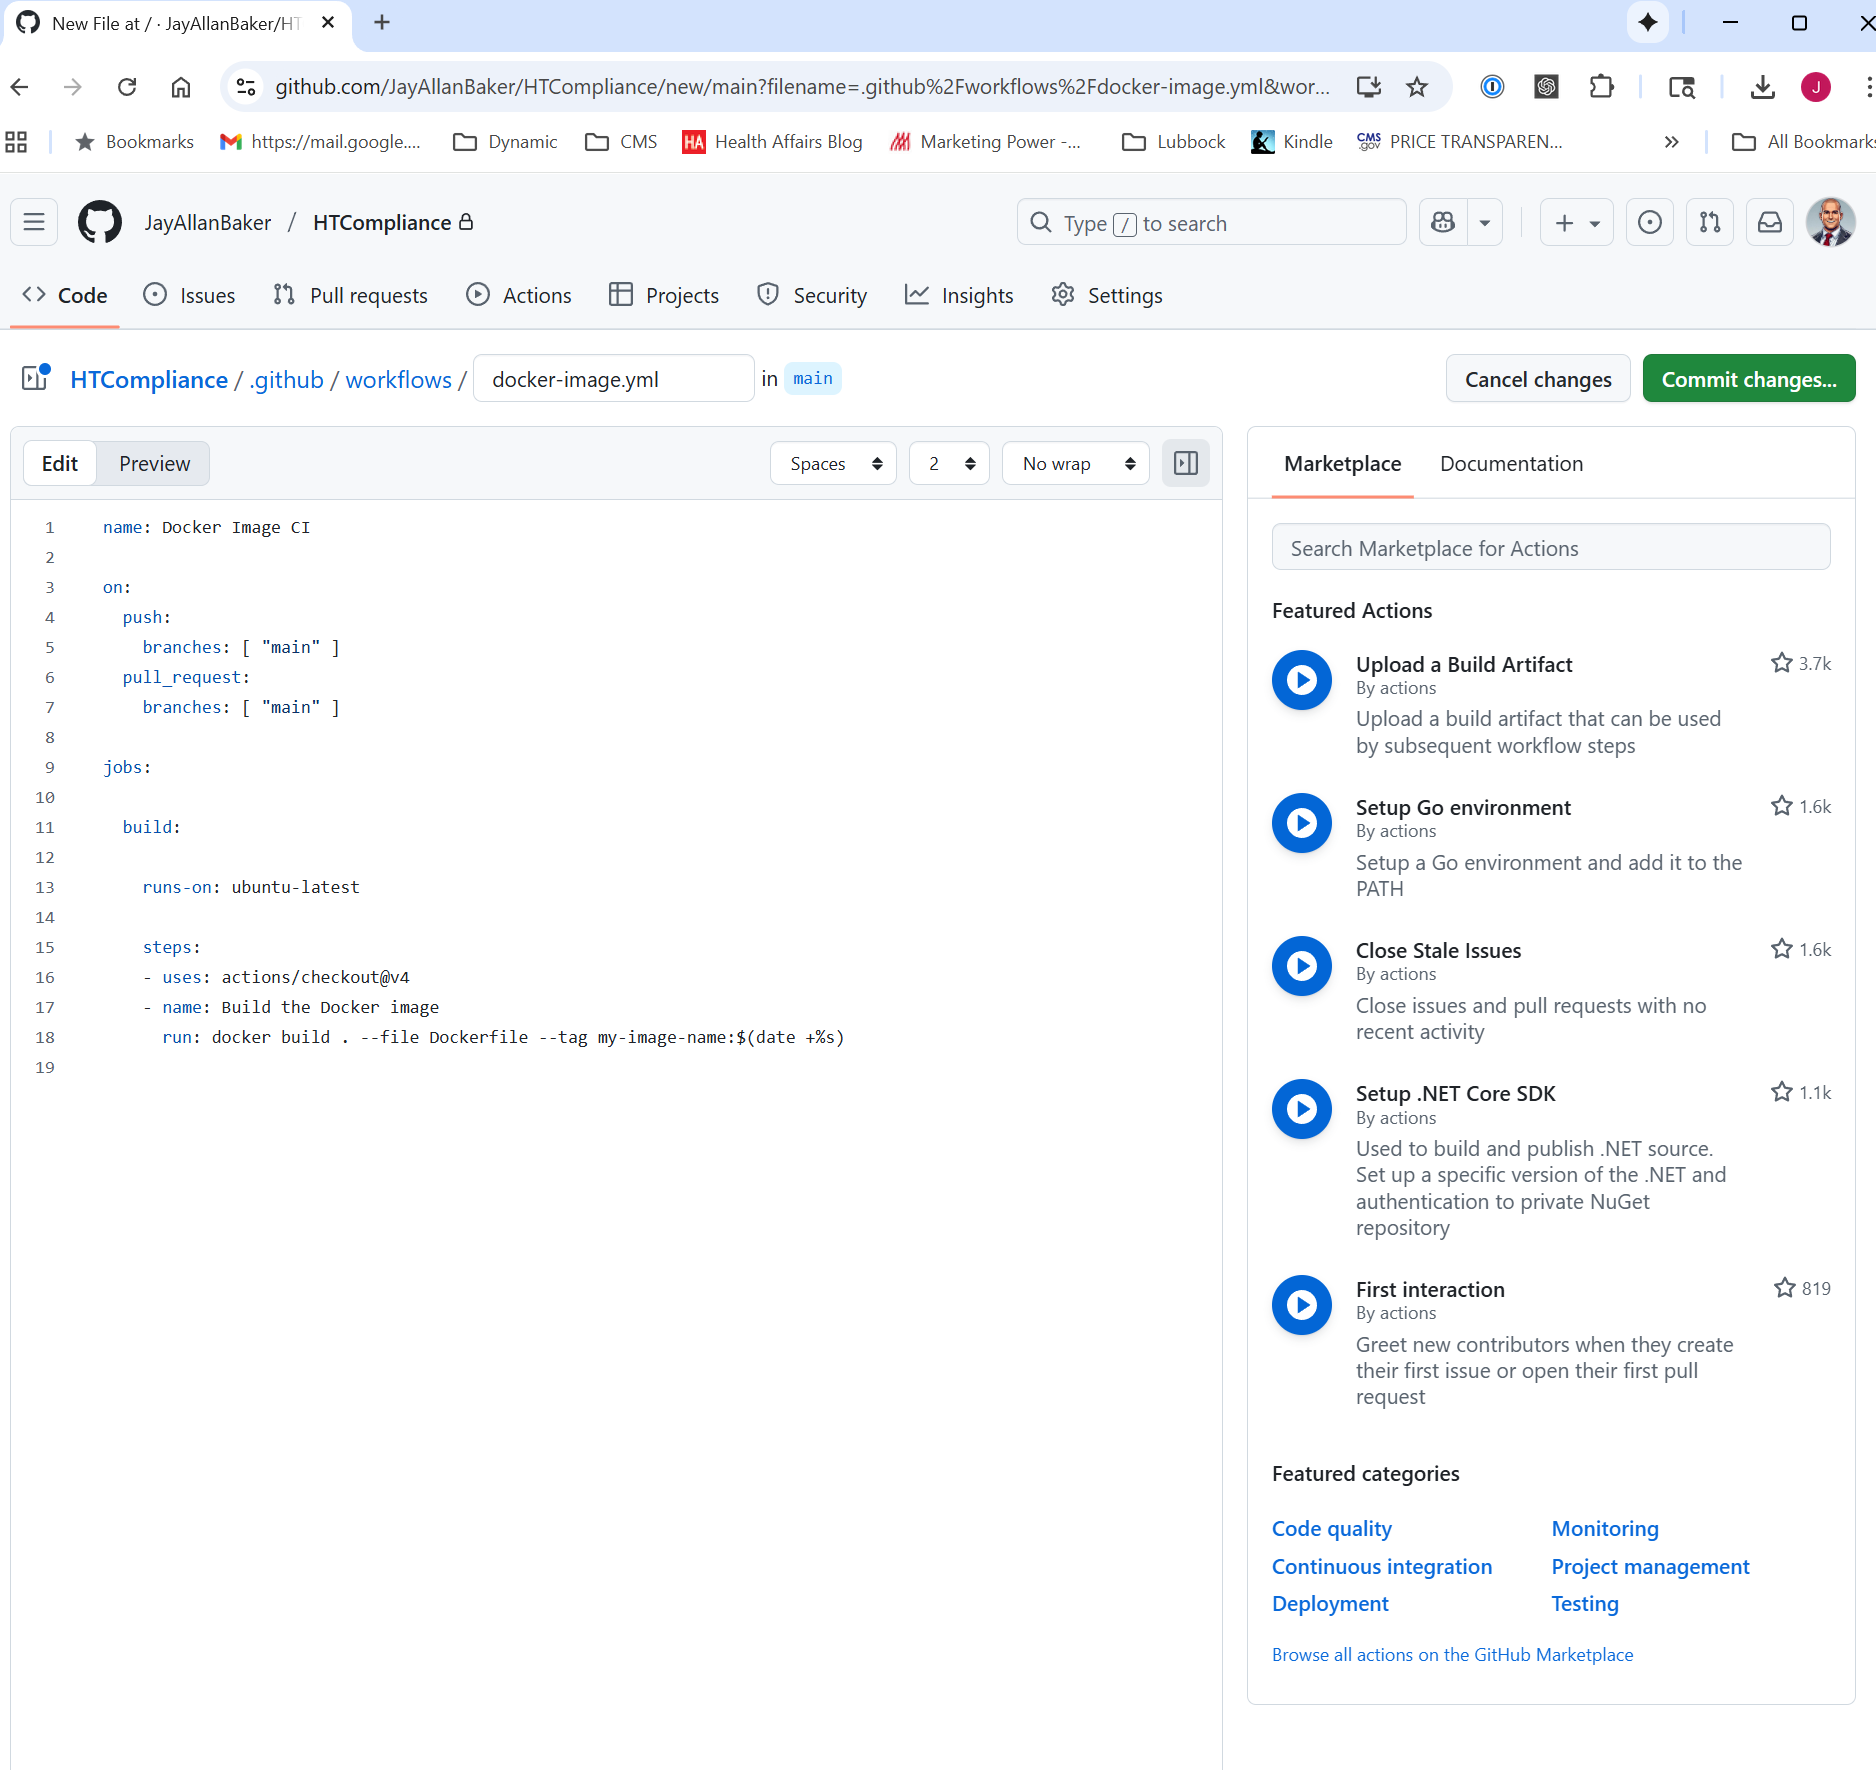 New File at / · JayAllanBaker/HT
github.com/JayAllanBaker/HTCompliance/new/main?filename=.github%2Fworkflows%2Fdocker-image.yml&wor...
J
Bookmarks
https://mail.google....
Dynamic
CMS
HA Health Affairs Blog
Marketing Power -...
Lubbock
Kindle
CMS .gov PRICE TRANSPAREN...
All Bookmarks
JayAllanBaker / HTCompliance
Type / to search
Code
Issues
Pull requests
Actions
Projects
Security
Insights
Settings
HTCompliance / .github / workflows / docker-image.yml in main
Cancel changes
Commit changes...
Edit
Preview
Spaces
2
No wrap
1 name: Docker Image CI
2
3 on:
4 push:
5 branches: [ "main" ]
6 pull_request:
7 branches: [ "main" ]
8
9 jobs:
10
11 build:
12
13 runs-on: ubuntu-latest
14
15 steps:
16 - uses: actions/checkout@v4
17 - name: Build the Docker image
18 run: docker build . --file Dockerfile --tag my-image-name:$(date +%s)
19
Marketplace
Documentation
Search Marketplace for Actions
Featured Actions
Upload a Build Artifact
3.7k
By actions
Upload a build artifact that can be used
by subsequent workflow steps
Setup Go environment
1.6k
By actions
Setup a Go environment and add it to the
PATH
Close Stale Issues
1.6k
By actions
Close issues and pull requests with no
recent activity
Setup .NET Core SDK
1.1k
By actions
Used to build and publish .NET source.
Set up a specific version of the .NET and
authentication to private NuGet
repository
First interaction
819
By actions
Greet new contributors when they create
their first issue or open their first pull
request
Featured categories
Code quality
Monitoring
Continuous integration
Project management
Deployment
Testing
Browse all actions on the GitHub Marketplace